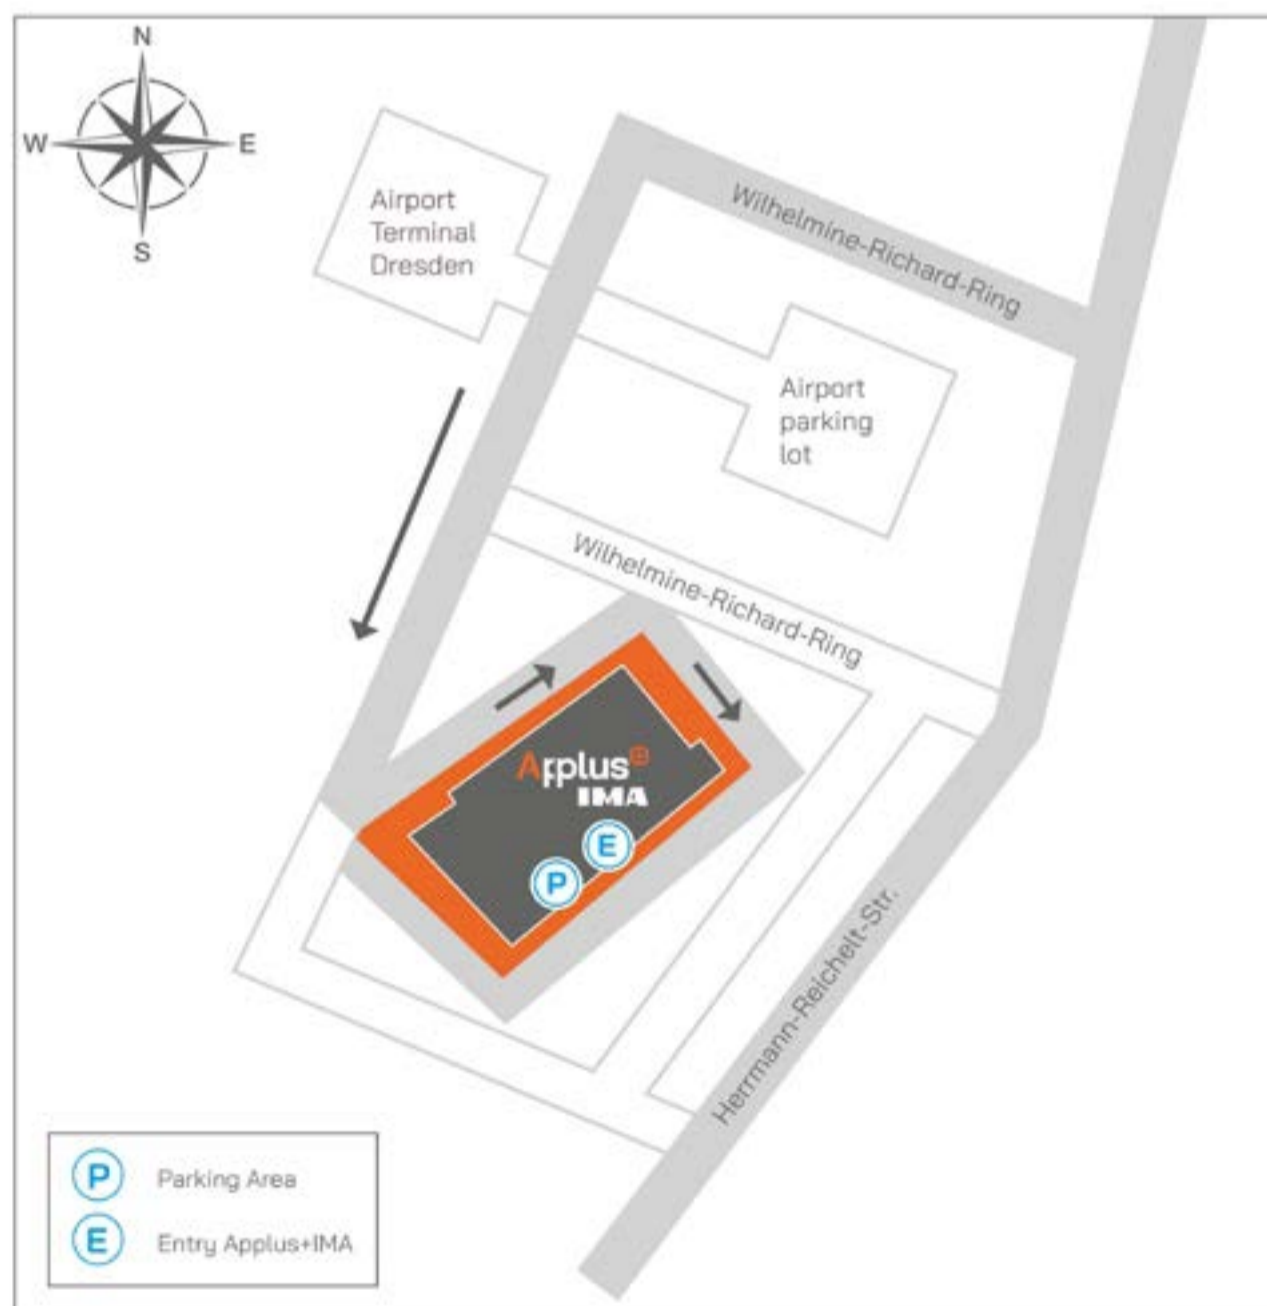 N
W
E
S
Airport
Terminal
Dresden
Wilhelmine-Richard-Ring
Airport
parking
lot
Wilhelmine-Richard-Ring
Applus+
IMA
E
P
Herrmann-Reichelt-Str.
P Parking Area
E Entry Applus+IMA